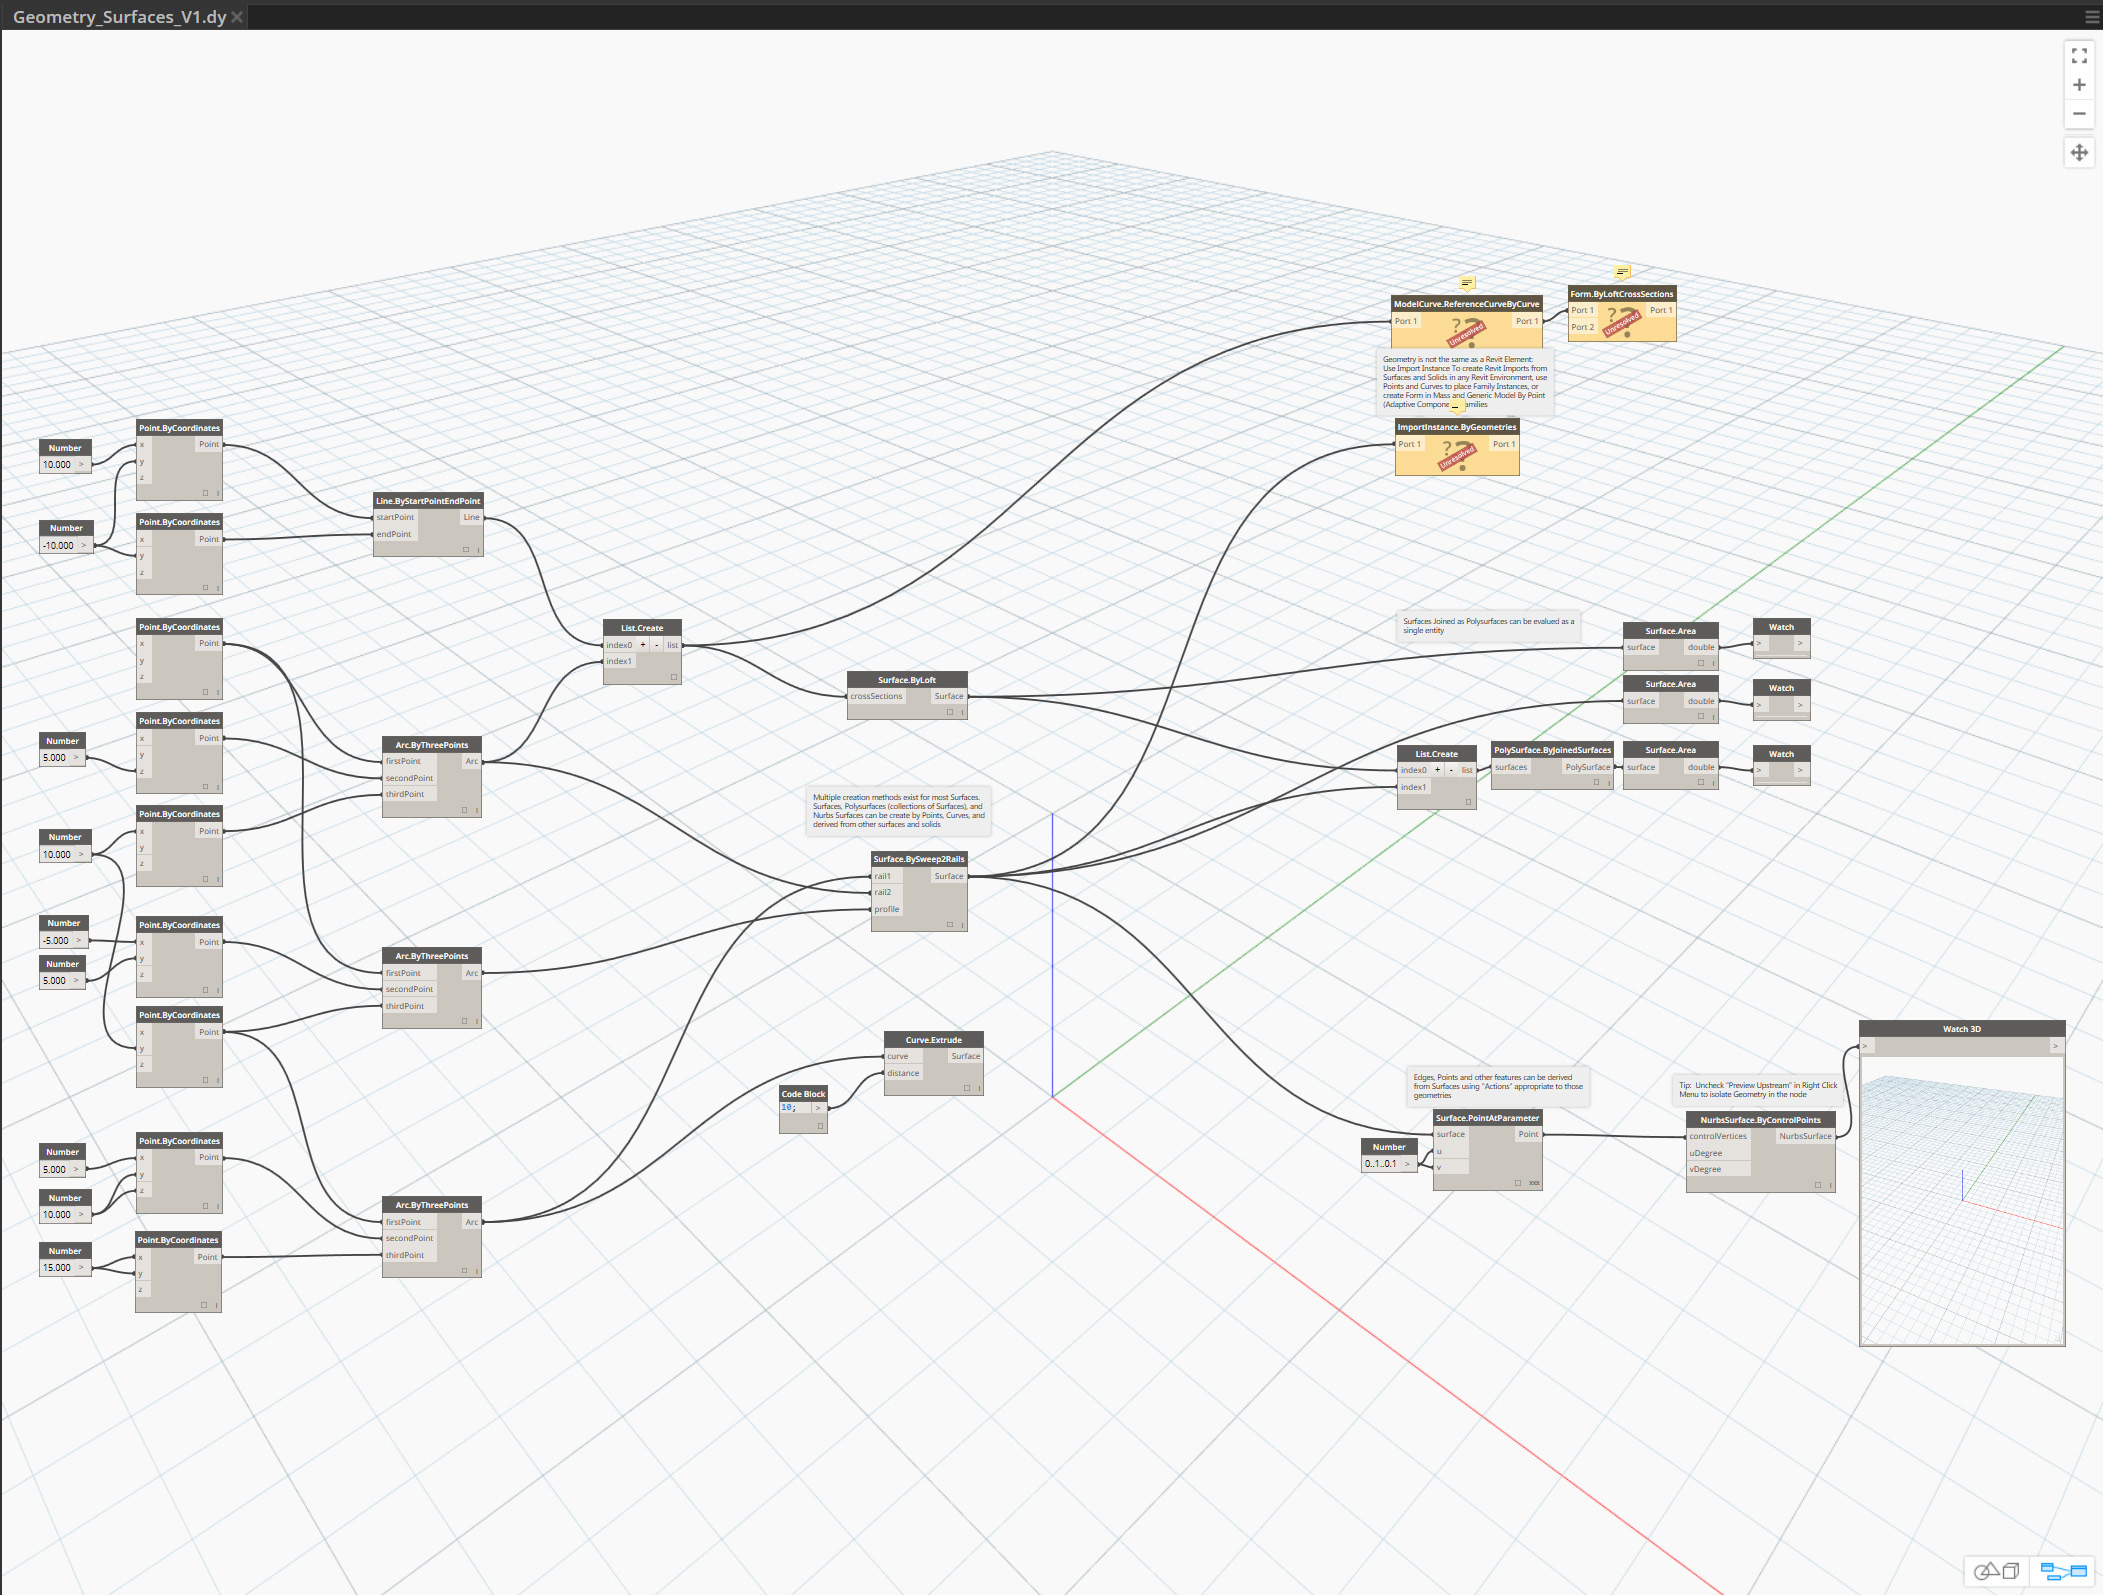 Geometry_Surfaces_V1.dy
ModelCurve.ReferenceCurveByCurve
Port 1
Port 1
Unresolved
Form.ByLoftCrossSections
Port 1
Port 1
Port 2
Unresolved
Geometry is not the same as a Revit Element:
Use Import Instance To create Revit Imports from
Surfaces and Solids in any Revit Environment, use
Points and Curves to place Family Instances, or
create Form in Mass and Generic Model By Point
(Adaptive Compone amilies
ImportInstance.ByGeometries
Port 1
Port 1
Unresolved
Number
10.000 >
Point.ByCoordinates
x
Point
y
z
Number
-10.000 >
Point.ByCoordinates
x
Point
y
z
Line.ByStartPointEndPoint
startPoint
Line
endPoint
Point.ByCoordinates
x
Point
y
z
List.Create
index0 + - list
index1
Number
5.000 >
Point.ByCoordinates
x
Point
y
z
Arc.ByThreePoints
firstPoint
Arc
secondPoint
thirdPoint
Number
10.000 >
Point.ByCoordinates
x
Point
y
z
Surface.ByLoft
crossSections
Surface
Surfaces Joined as Polysurfaces can be evalued as a
single entity
Surface.Area
surface
double
Watch
> >
Surface.Area
surface
double
Watch
> >
List.Create
index0 + - list
index1
PolySurface.ByJoinedSurfaces
surfaces
PolySurface
Surface.Area
surface
double
Watch
> >
Multiple creation methods exist for most Surfaces.
Surfaces, Polysurfaces (collections of Surfaces), and
Nurbs Surfaces can be create by Points, Curves, and
derived from other surfaces and solids
Surface.BySweep2Rails
rail1
Surface
rail2
profile
Number
-5.000 >
Number
5.000 >
Point.ByCoordinates
x
Point
y
z
Point.ByCoordinates
x
Point
y
z
Arc.ByThreePoints
firstPoint
Arc
secondPoint
thirdPoint
Curve.Extrude
curve
Surface
distance
Code Block
10; >
Number
5.000 >
Number
10.000 >
Point.ByCoordinates
x
Point
y
z
Number
15.000 >
Point.ByCoordinates
x
Point
y
z
Arc.ByThreePoints
firstPoint
Arc
secondPoint
thirdPoint
Edges, Points and other features can be derived
from Surfaces using "Actions" appropriate to those
geometries
Number
0..1..0.1 >
Surface.PointAtParameter
surface
Point
u
v
xxx
Tip: Uncheck "Preview Upstream" in Right Click
Menu to isolate Geometry in the node
NurbsSurface.ByControlPoints
controlVertices
NurbsSurface
uDegree
vDegree
Watch 3D
> >